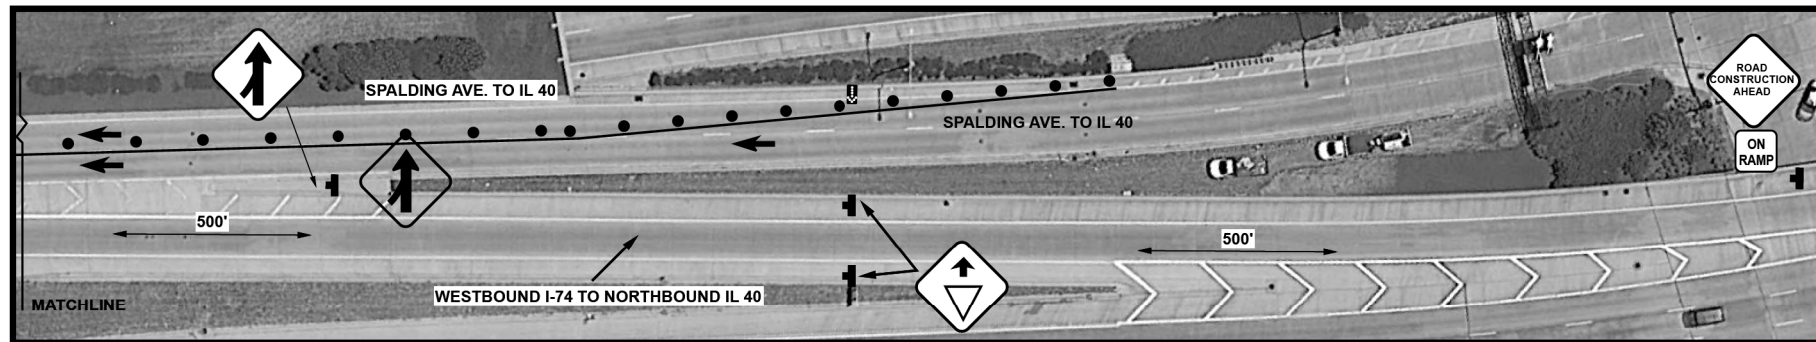 SPALDING AVE. TO IL 40
SPALDING AVE. TO IL 40
ROAD
CONSTRUCTION
AHEAD
ON
RAMP
500'
500'
WESTBOUND I-74 TO NORTHBOUND IL 40
MATCHLINE